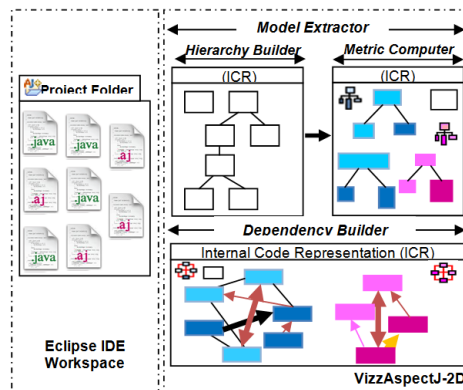 Model Extractor
Hierarchy Builder
Metric Computer
(ICR)
(ICR)
AJ
Project Folder
.java
.java
.aj
.aj
.java
.aj
.java
.aj
Dependency Builder
Internal Code Representation (ICR)
Eclipse IDE
Workspace
VizzAspectJ-2D